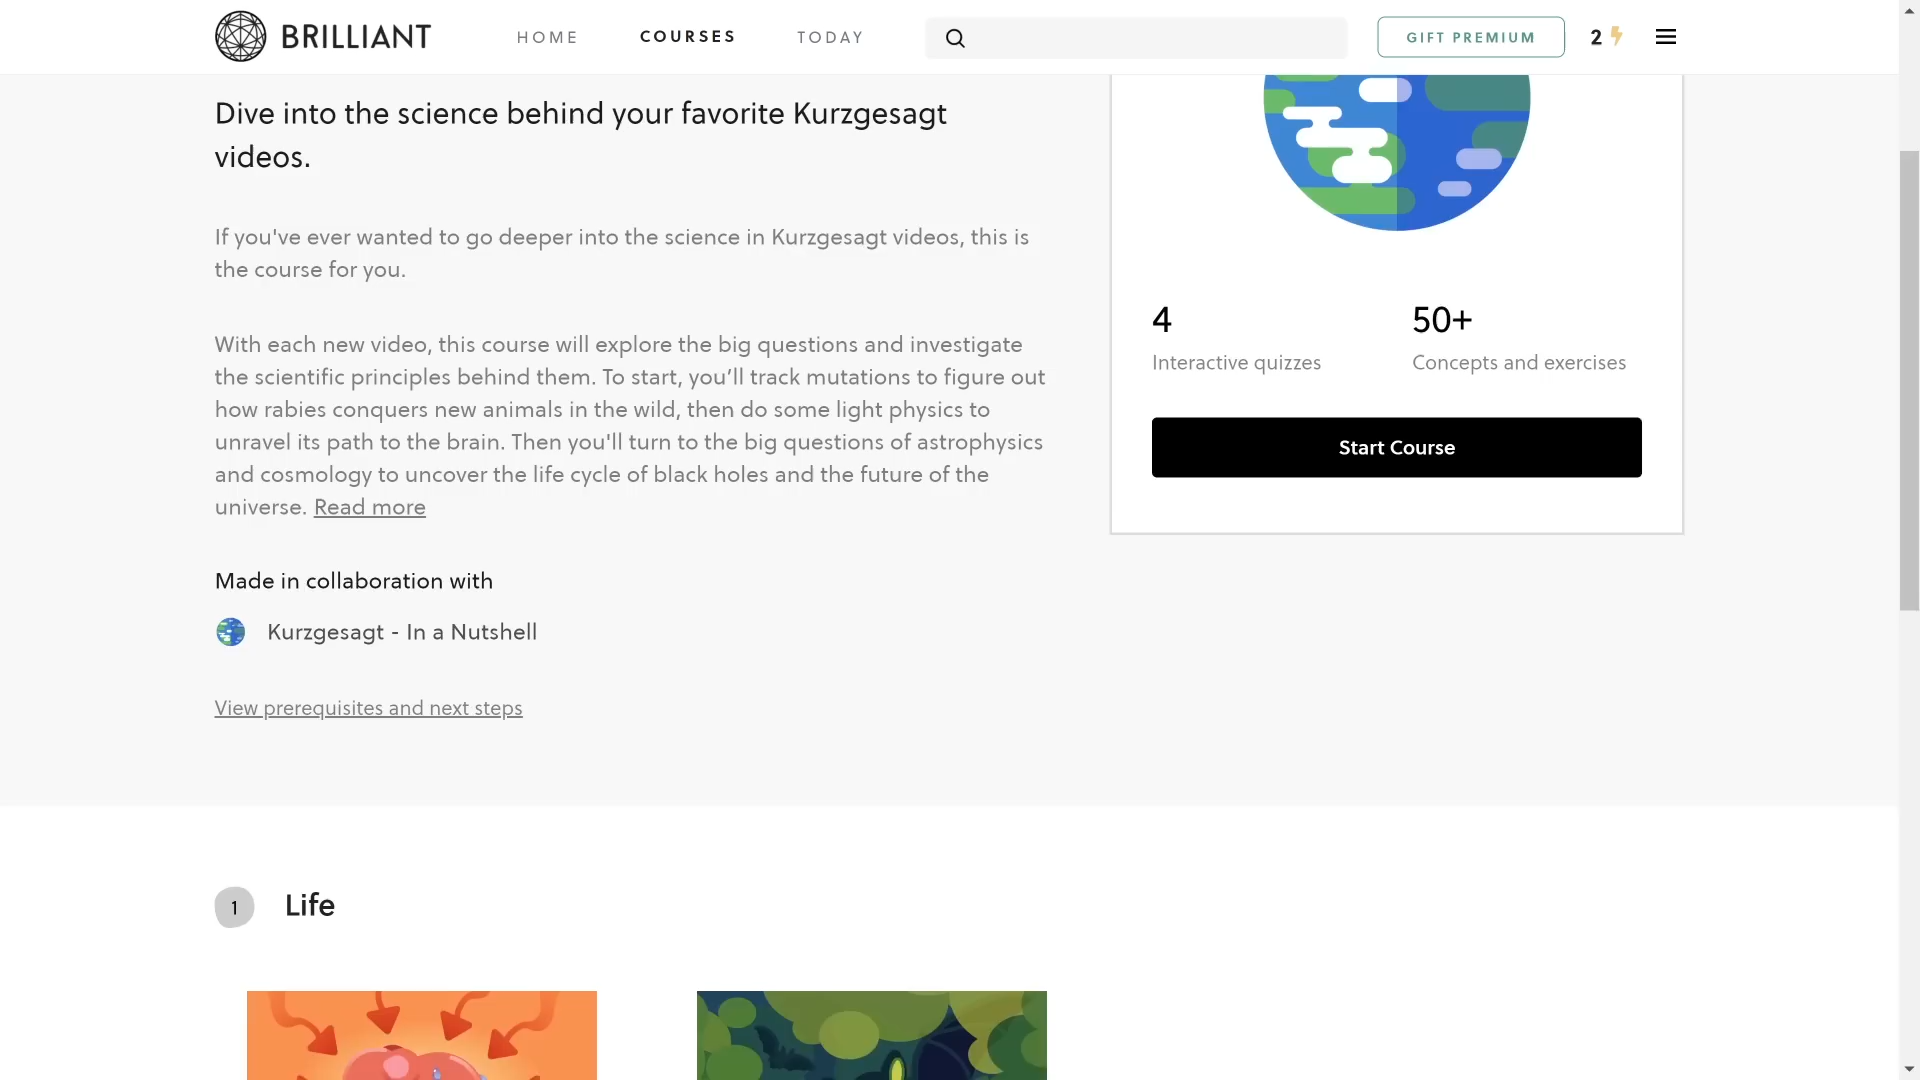 BRILLIANT
HOME
COURSES
TODAY
GIFT PREMIUM
2
Dive into the science behind your favorite Kurzgesagt
videos.
If you've ever wanted to go deeper into the science in Kurzgesagt videos, this is
the course for you.
With each new video, this course will explore the big questions and investigate
the scientific principles behind them. To start, you’ll track mutations to figure out
how rabies conquers new animals in the wild, then do some light physics to
unravel its path to the brain. Then you'll turn to the big questions of astrophysics
and cosmology to uncover the life cycle of black holes and the future of the
universe. Read more
Made in collaboration with
Kurzgesagt - In a Nutshell
View prerequisites and next steps
4
Interactive quizzes
50+
Concepts and exercises
Start Course
1
Life